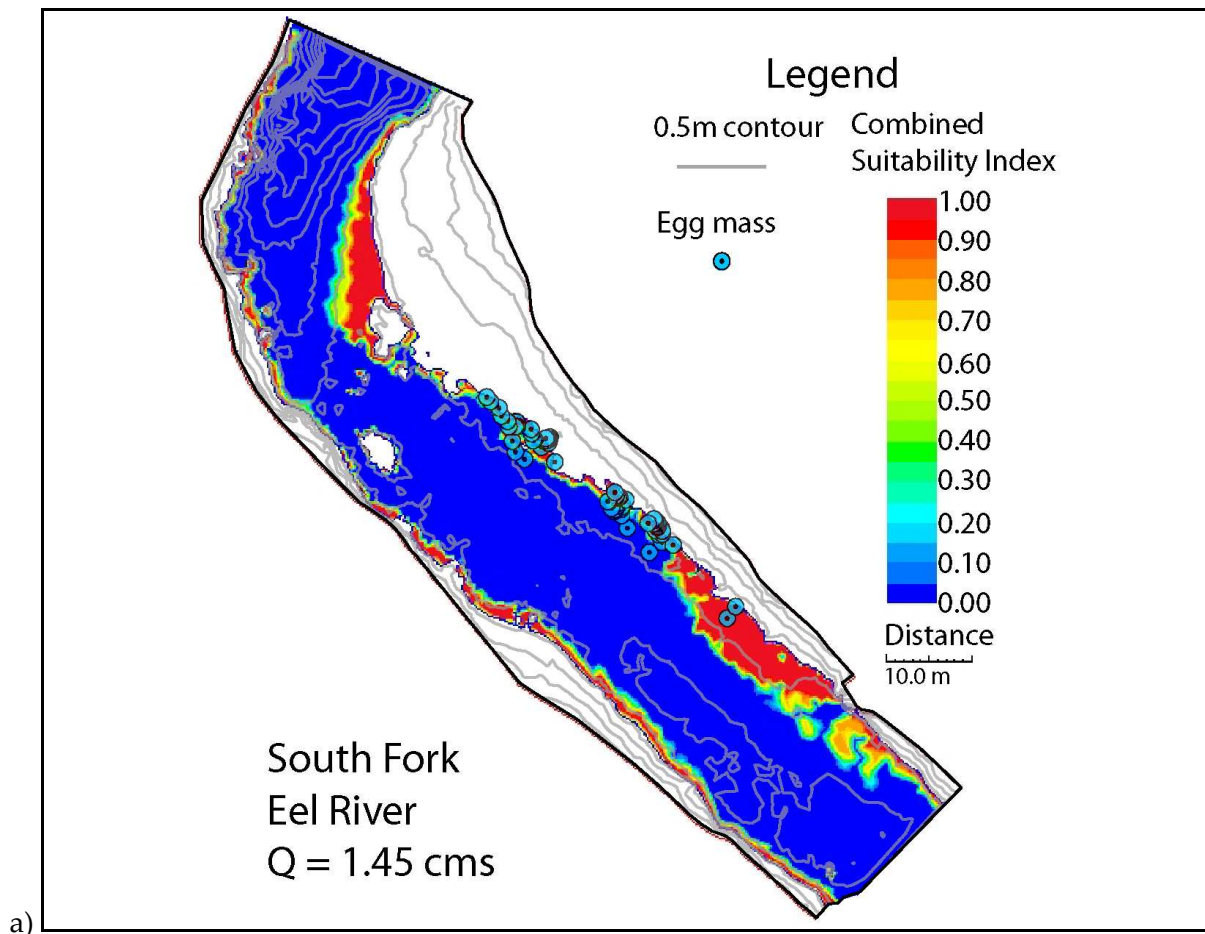 Legend
0.5m contour
Combined
Suitability Index
Egg mass
1.00
0.90
0.80
0.70
0.60
0.50
0.40
0.30
0.20
0.10
0.00
Distance
10.0 m
South Fork
Eel River
Q = 1.45 cms
a)